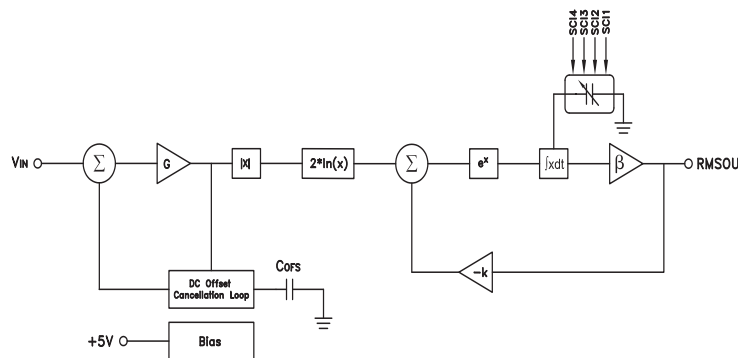 SCI4
SCI3
SCI2
SCI1
VIN
Σ
G
|X|
2*ln(x)
Σ
e^x
∫xdt
β
RMSOU
-k
DC Offset
Cancellation Loop
COFS
+5V
Bias